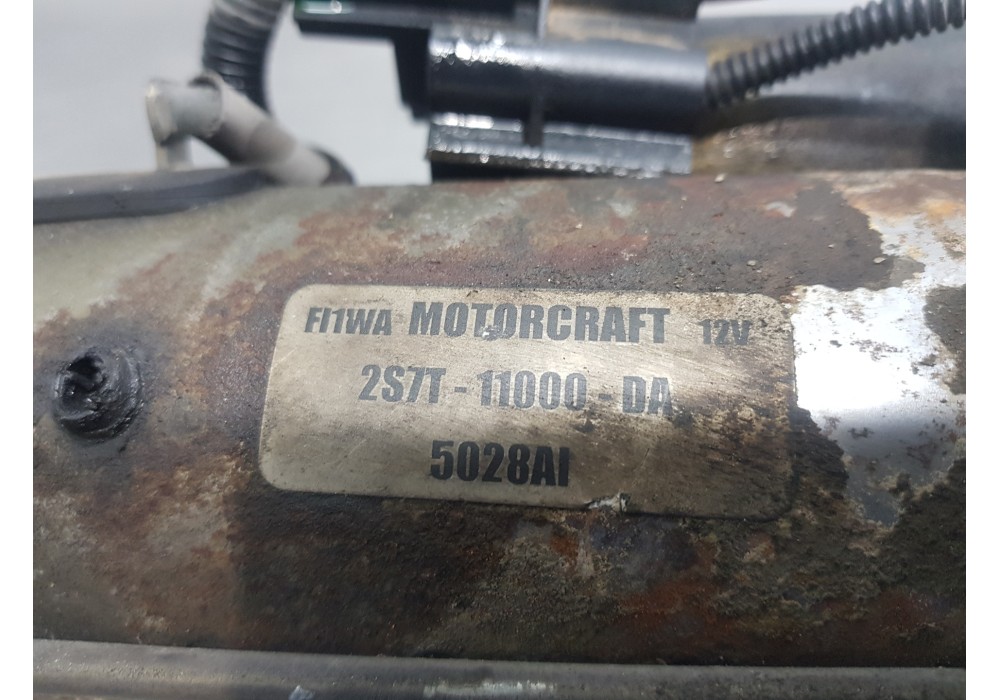 FI1WA MOTORCRAFT 12V
2S7T - 11000 - DA
5028AI